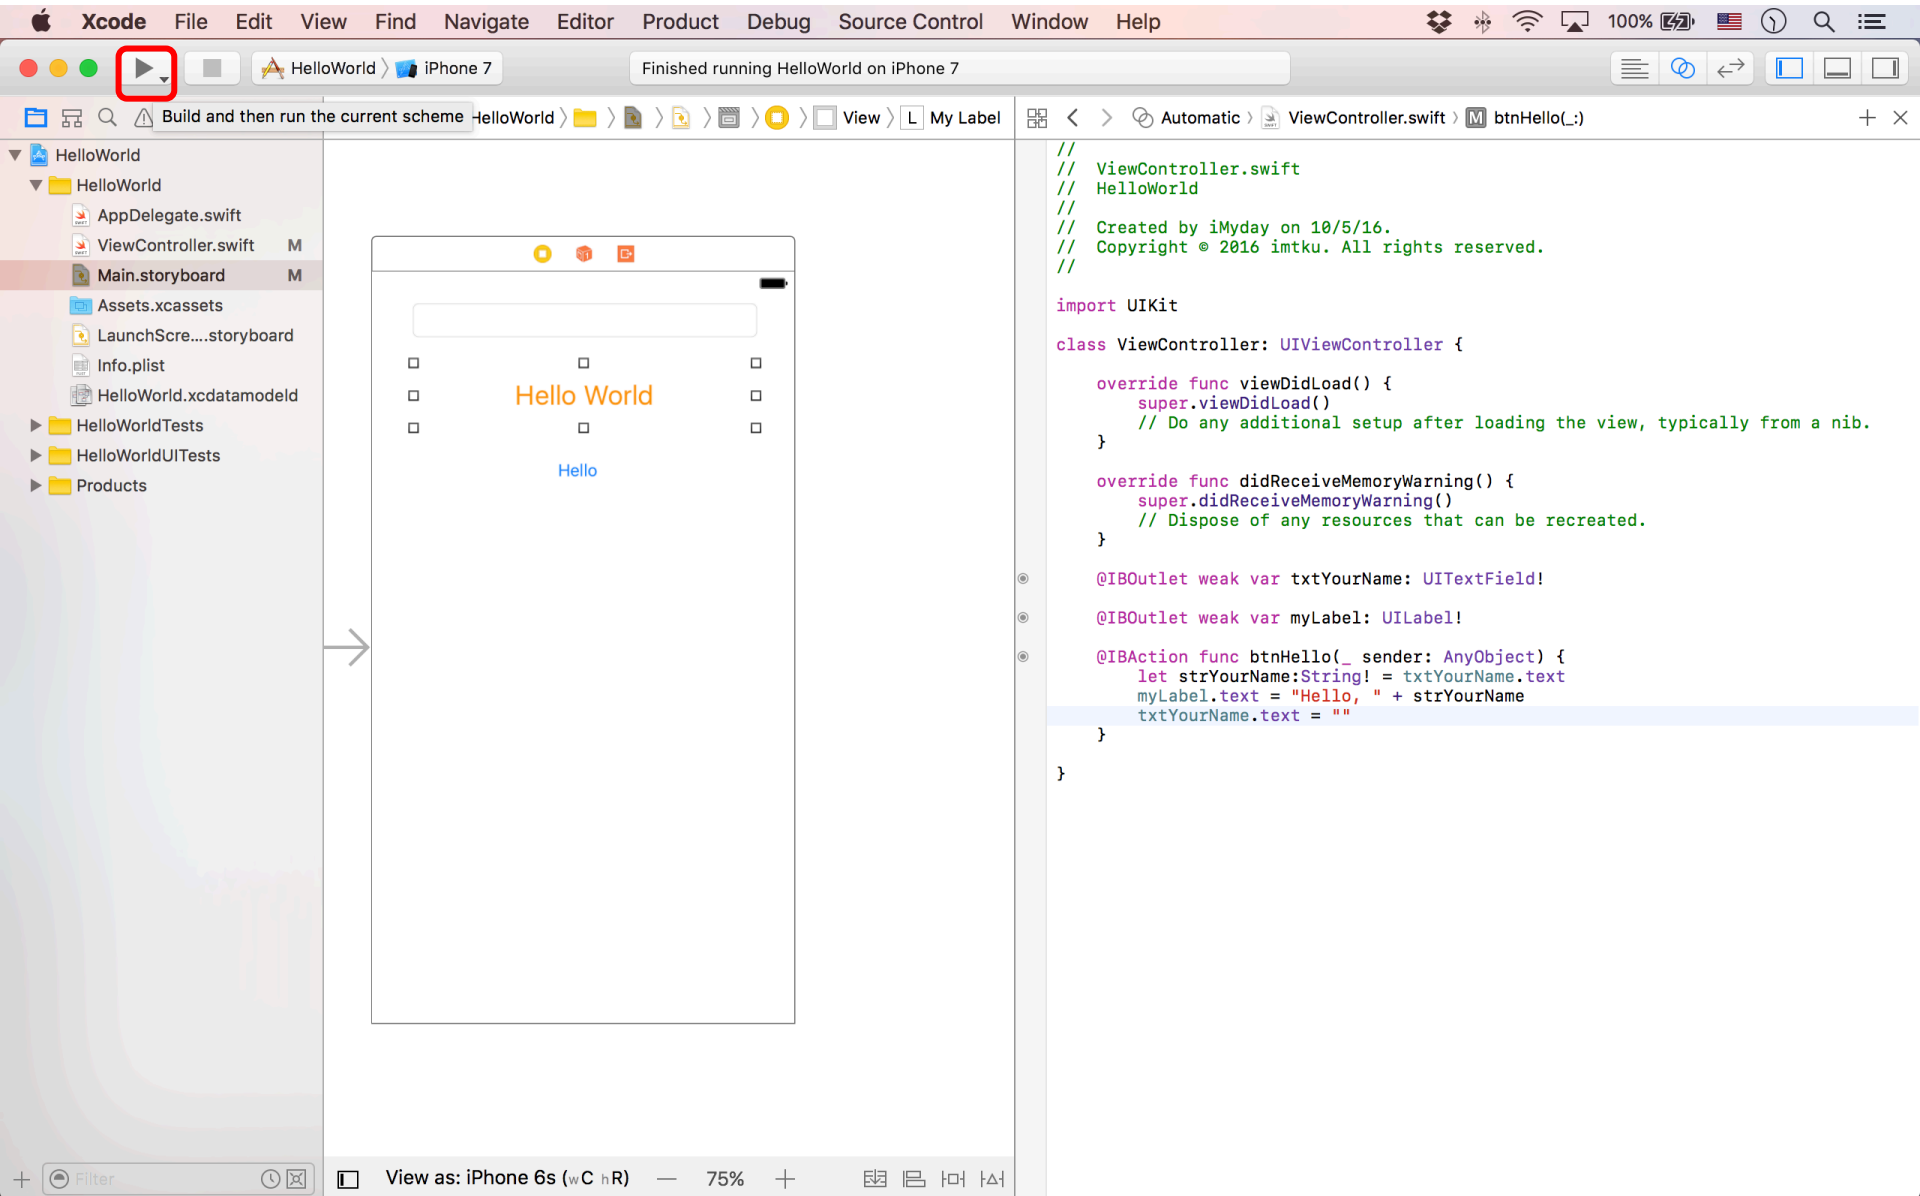 Xcode File Edit View Find Navigate Editor Product Debug Source Control Window Help 100%
HelloWorld iPhone 7 Finished running HelloWorld on iPhone 7
Build and then run the current scheme HelloWorld View L My Label Automatic ViewController.swift M btnHello(_:)
HelloWorld
HelloWorld
AppDelegate.swift
ViewController.swift M
Main.storyboard M
Assets.xcassets
LaunchScre....storyboard
Info.plist
HelloWorld.xcdatamodeld
HelloWorldTests
HelloWorldUITests
Products
Filter
Hello World
Hello
View as: iPhone 6s (wC hR) — 75% +
//
// ViewController.swift
// HelloWorld
//
// Created by iMyday on 10/5/16.
// Copyright © 2016 imtku. All rights reserved.
//
import UIKit
class ViewController: UIViewController {
override func viewDidLoad() {
super.viewDidLoad()
// Do any additional setup after loading the view, typically from a nib.
}
override func didReceiveMemoryWarning() {
super.didReceiveMemoryWarning()
// Dispose of any resources that can be recreated.
}
@IBOutlet weak var txtYourName: UITextField!
@IBOutlet weak var myLabel: UILabel!
@IBAction func btnHello(_ sender: AnyObject) {
let strYourName:String! = txtYourName.text
myLabel.text = "Hello, " + strYourName
txtYourName.text = ""
}
}